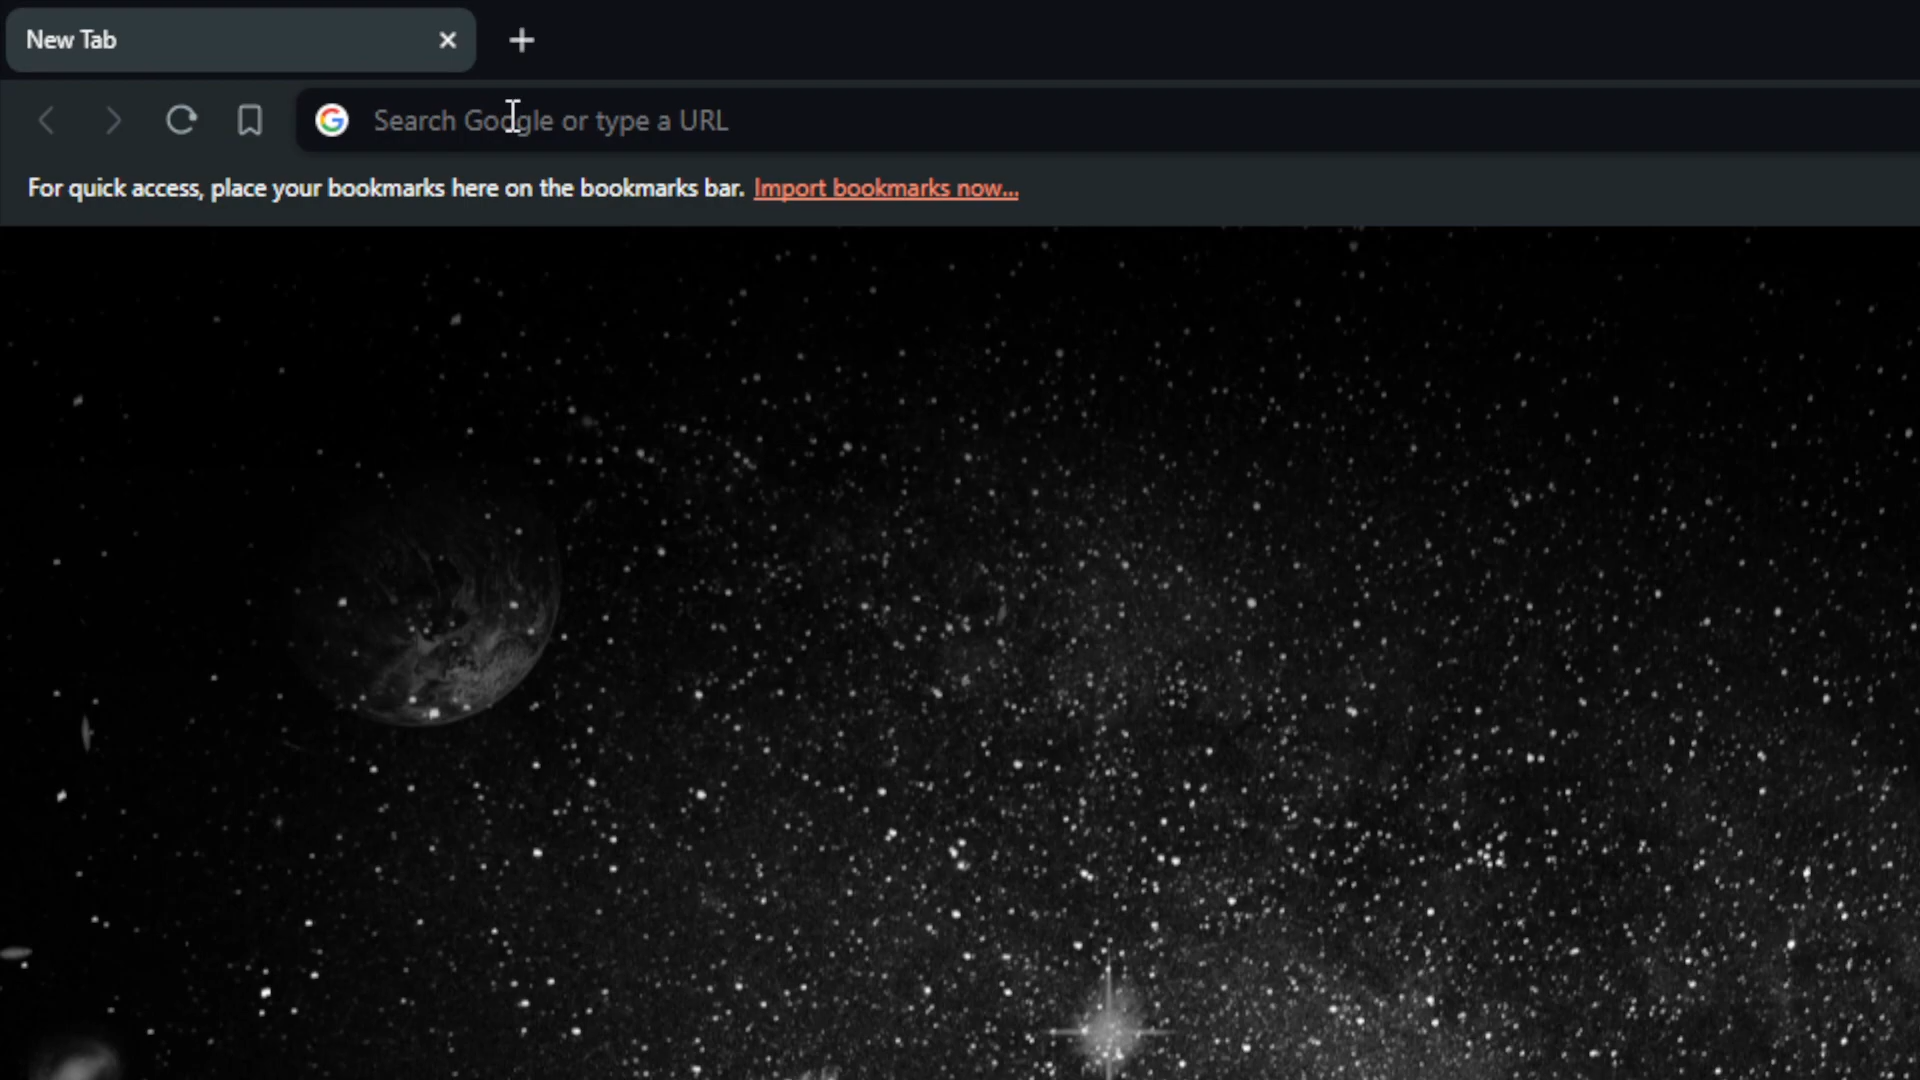 New Tab
Search Google or type a URL
For quick access, place your bookmarks here on the bookmarks bar. Import bookmarks now...